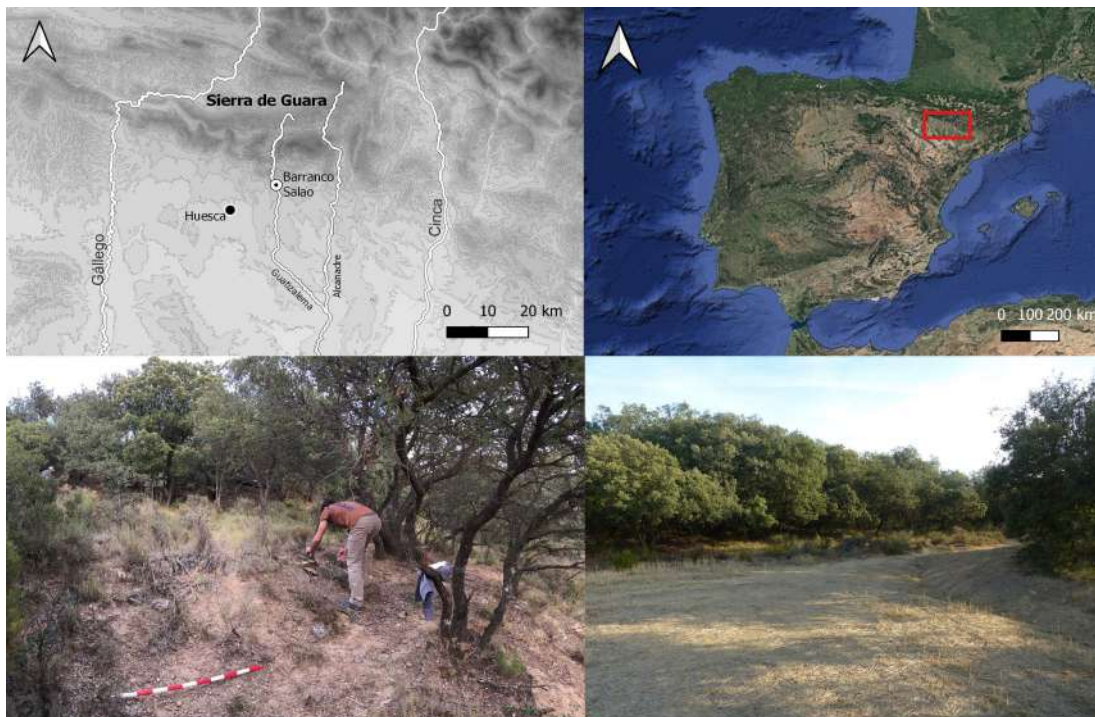 Sierra de Guara
Barranco
Salao
Huesca
Gállego
Cinca
Guatizalema
Alcanadre
0 10 20 km
0 100 200 km